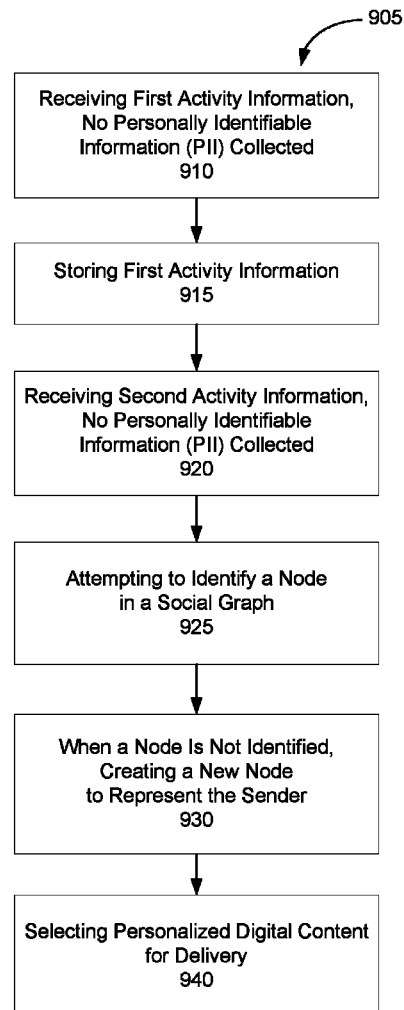 905
Receiving First Activity Information,
No Personally Identifiable
Information (PII) Collected
910
Storing First Activity Information
915
Receiving Second Activity Information,
No Personally Identifiable
Information (PII) Collected
920
Attempting to Identify a Node
in a Social Graph
925
When a Node Is Not Identified,
Creating a New Node
to Represent the Sender
930
Selecting Personalized Digital Content
for Delivery
940